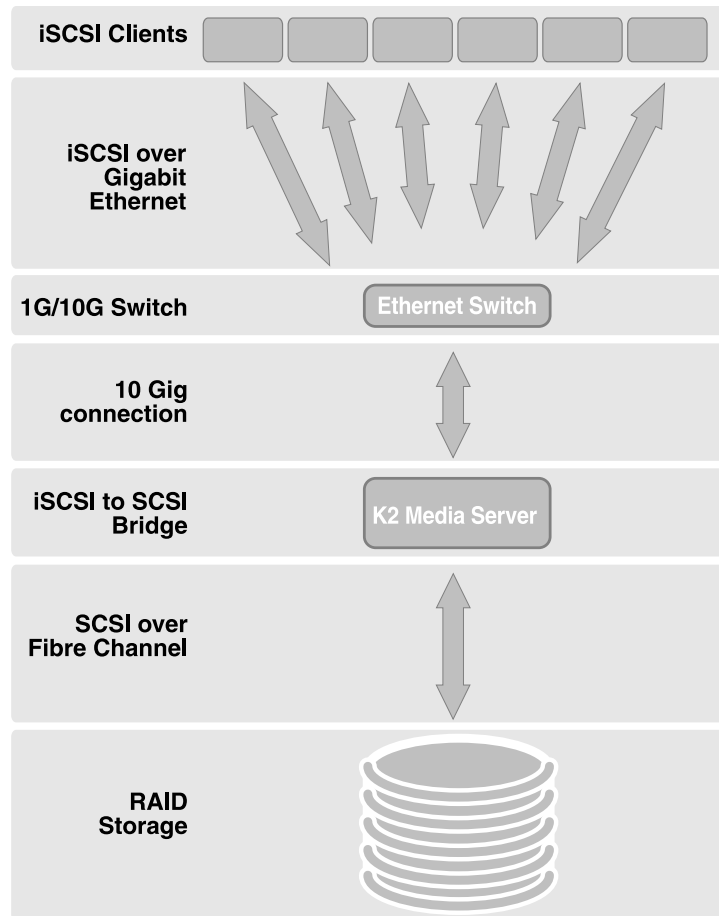 iSCSI Clients
iSCSI over
Gigabit
Ethernet
1G/10G Switch
Ethernet Switch
10 Gig
connection
iSCSI to SCSI
Bridge
K2 Media Server
SCSI over
Fibre Channel
RAID
Storage